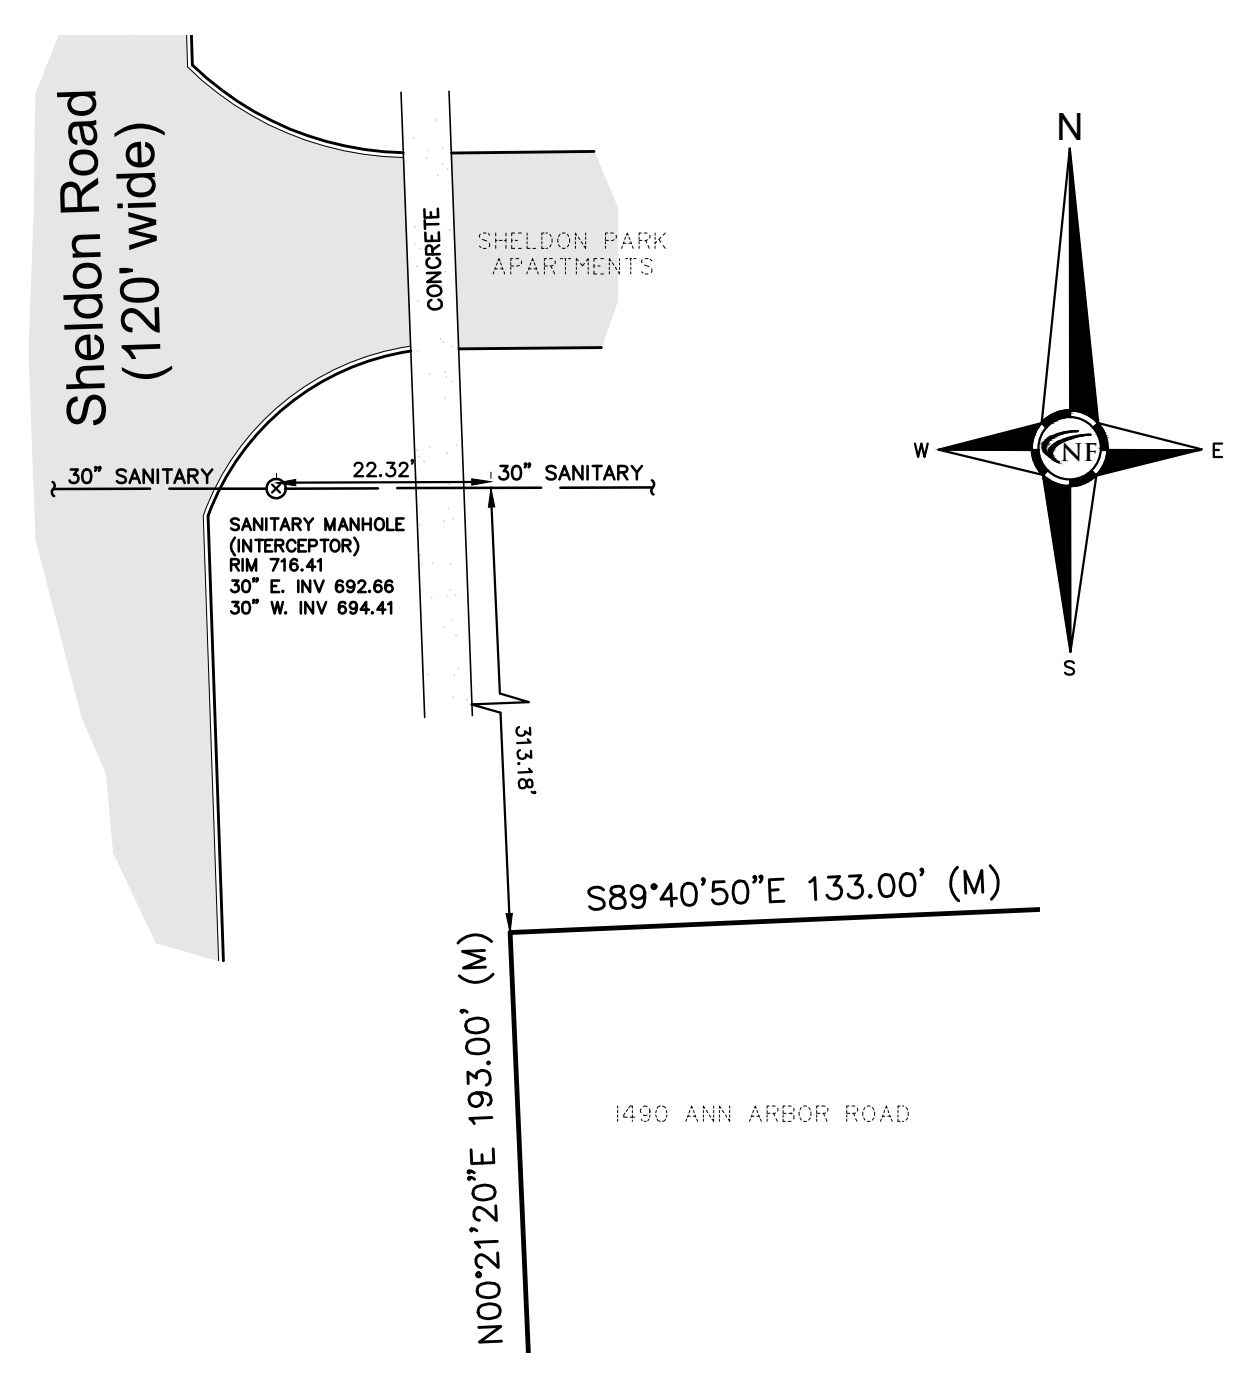 Sheldon Road
(120' wide)
N
CONCRETE
SHELDON PARK
APARTMENTS
W
NF
E
S
30" SANITARY
22.32'
30" SANITARY
SANITARY MANHOLE
(INTERCEPTOR)
RIM 716.41
30" E. INV 692.66
30" W. INV 694.41
313.18'
S89°40'50"E 133.00' (M)
N00°21'20"E 193.00' (M)
1490 ANN ARBOR ROAD